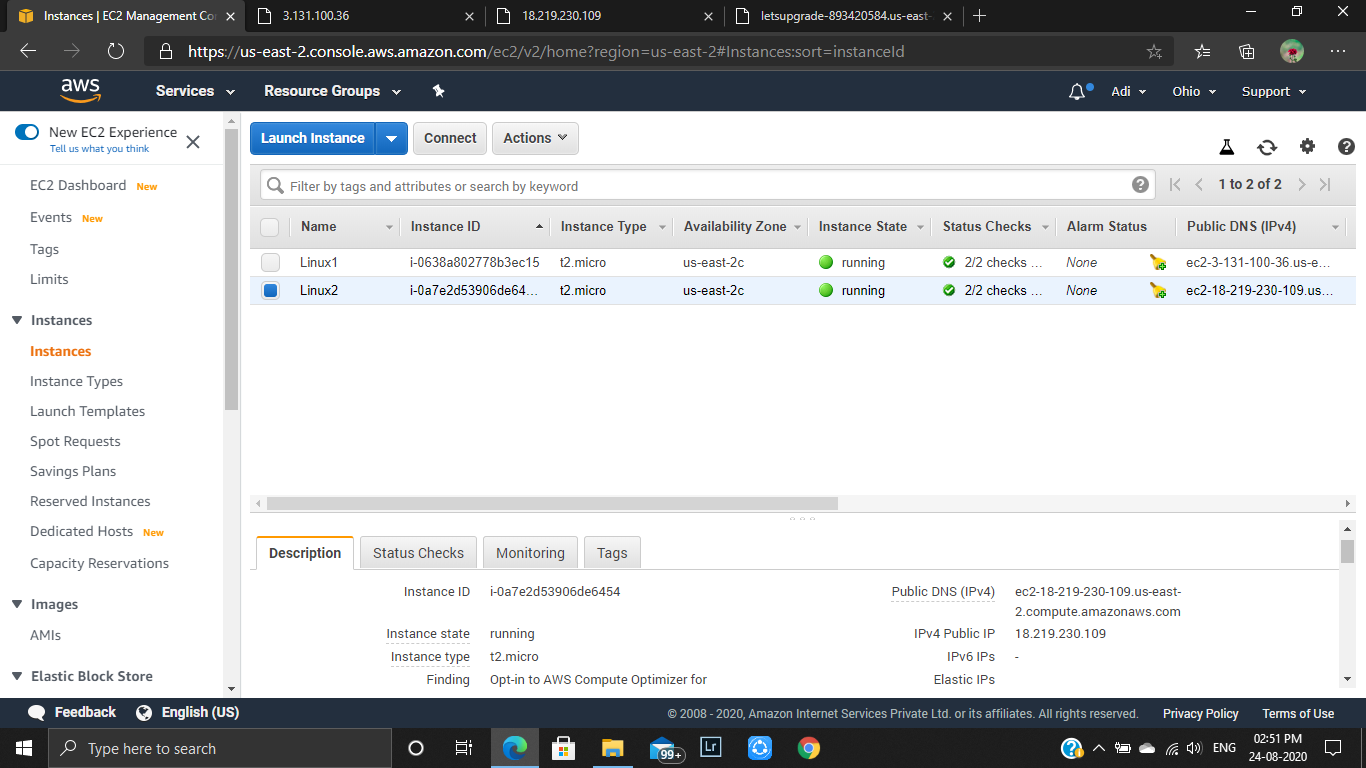 Instances | EC2 Management Co
3.131.100.36
18.219.230.109
letsupgrade-893420584.us-east-
https://us-east-2.console.aws.amazon.com/ec2/v2/home?region=us-east-2#Instances:sort=instanceId
aws
Services
Resource Groups
Adi
Ohio
Support
New EC2 Experience
Tell us what you think
EC2 Dashboard New
Events New
Tags
Limits
Instances
Instances
Instance Types
Launch Templates
Spot Requests
Savings Plans
Reserved Instances
Dedicated Hosts New
Capacity Reservations
Images
AMIs
Elastic Block Store
Launch Instance
Connect
Actions
Filter by tags and attributes or search by keyword
1 to 2 of 2
Name Instance ID Instance Type Availability Zone Instance State Status Checks Alarm Status Public DNS (IPv4)
Linux1 i-0638a802778b3ec15 t2.micro us-east-2c running 2/2 checks ... None ec2-3-131-100-36.us-e...
Linux2 i-0a7e2d53906de64... t2.micro us-east-2c running 2/2 checks ... None ec2-18-219-230-109.us...
Description
Status Checks
Monitoring
Tags
Instance ID i-0a7e2d53906de6454
Public DNS (IPv4) ec2-18-219-230-109.us-east-
2.compute.amazonaws.com
Instance state running
IPv4 Public IP 18.219.230.109
Instance type t2.micro
IPv6 IPs -
Finding Opt-in to AWS Compute Optimizer for
Elastic IPs
Feedback
English (US)
© 2008 - 2020, Amazon Internet Services Private Ltd. or its affiliates. All rights reserved.
Privacy Policy
Terms of Use
Type here to search
99+
Lr
ENG
02:51 PM
24-08-2020